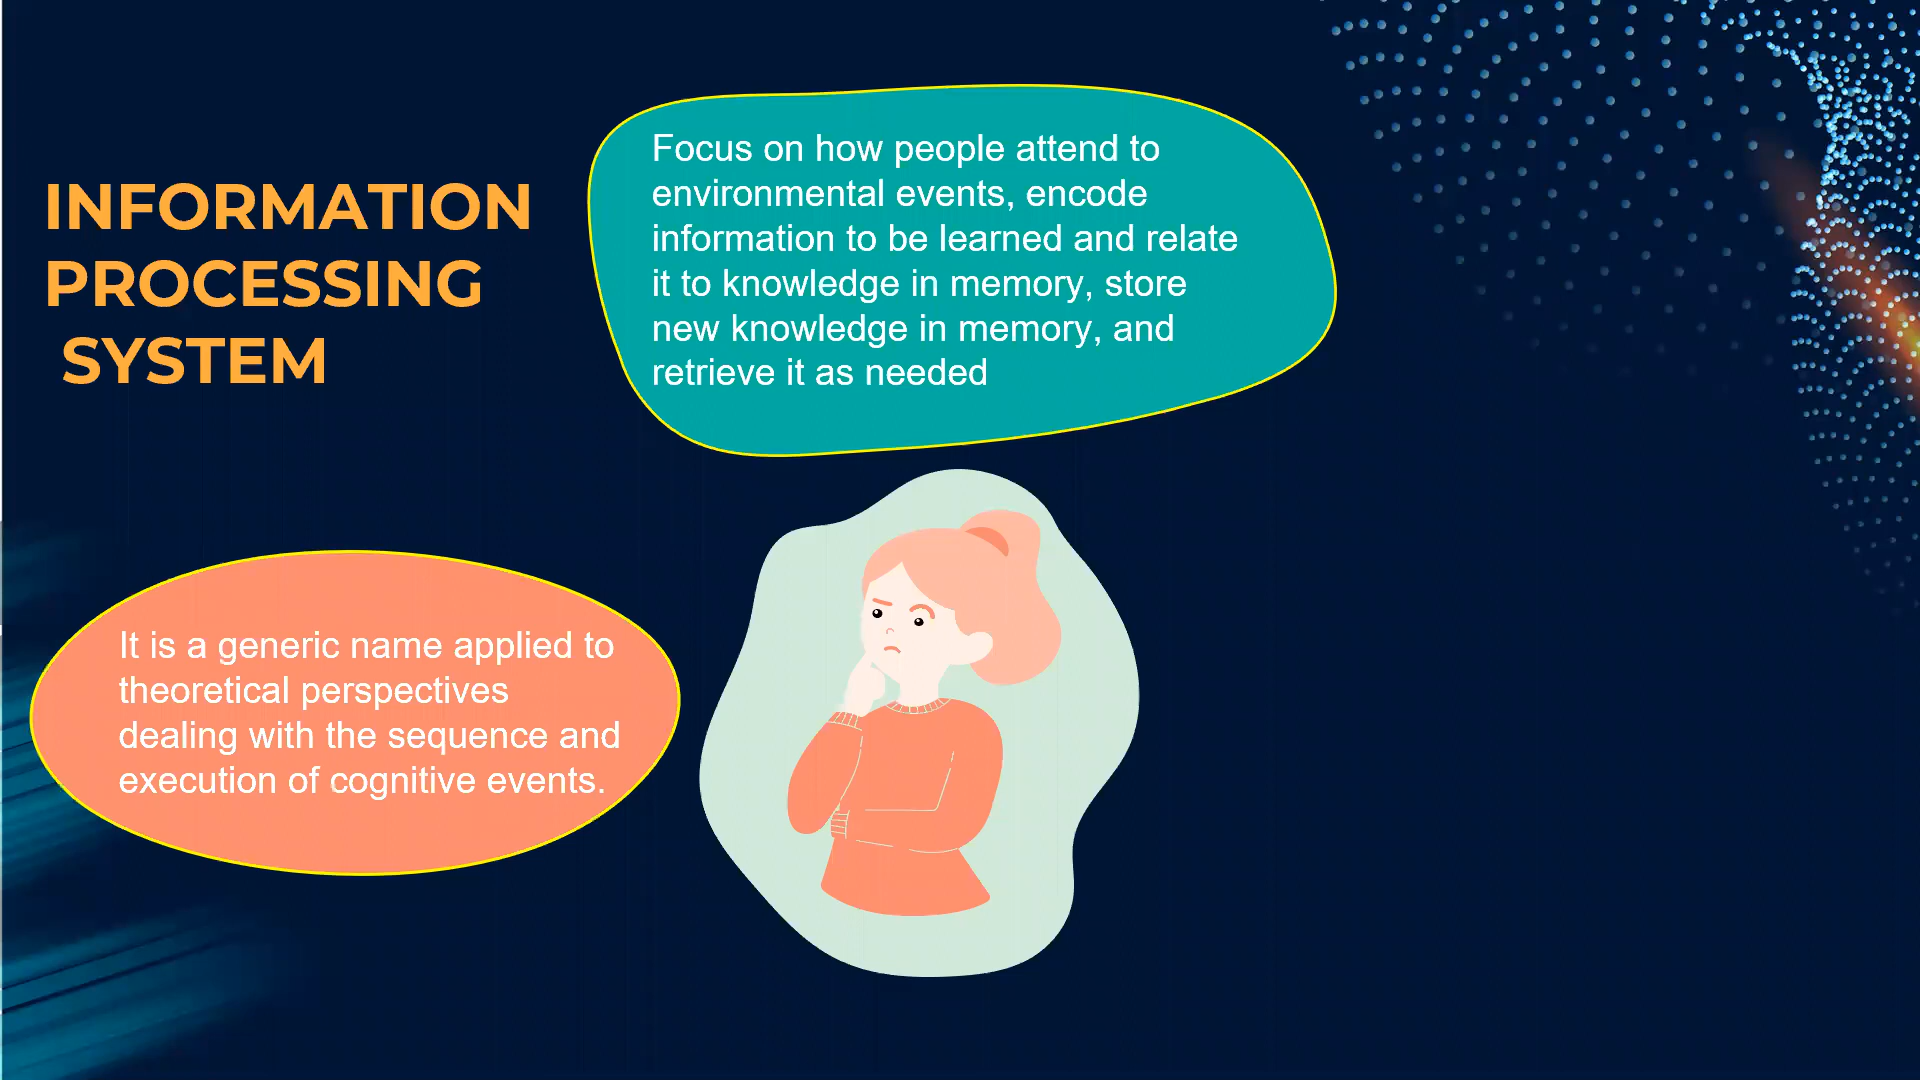 INFORMATION
PROCESSING
SYSTEM
Focus on how people attend to
environmental events, encode
information to be learned and relate
it to knowledge in memory, store
new knowledge in memory, and
retrieve it as needed
It is a generic name applied to
theoretical perspectives
dealing with the sequence and
execution of cognitive events.